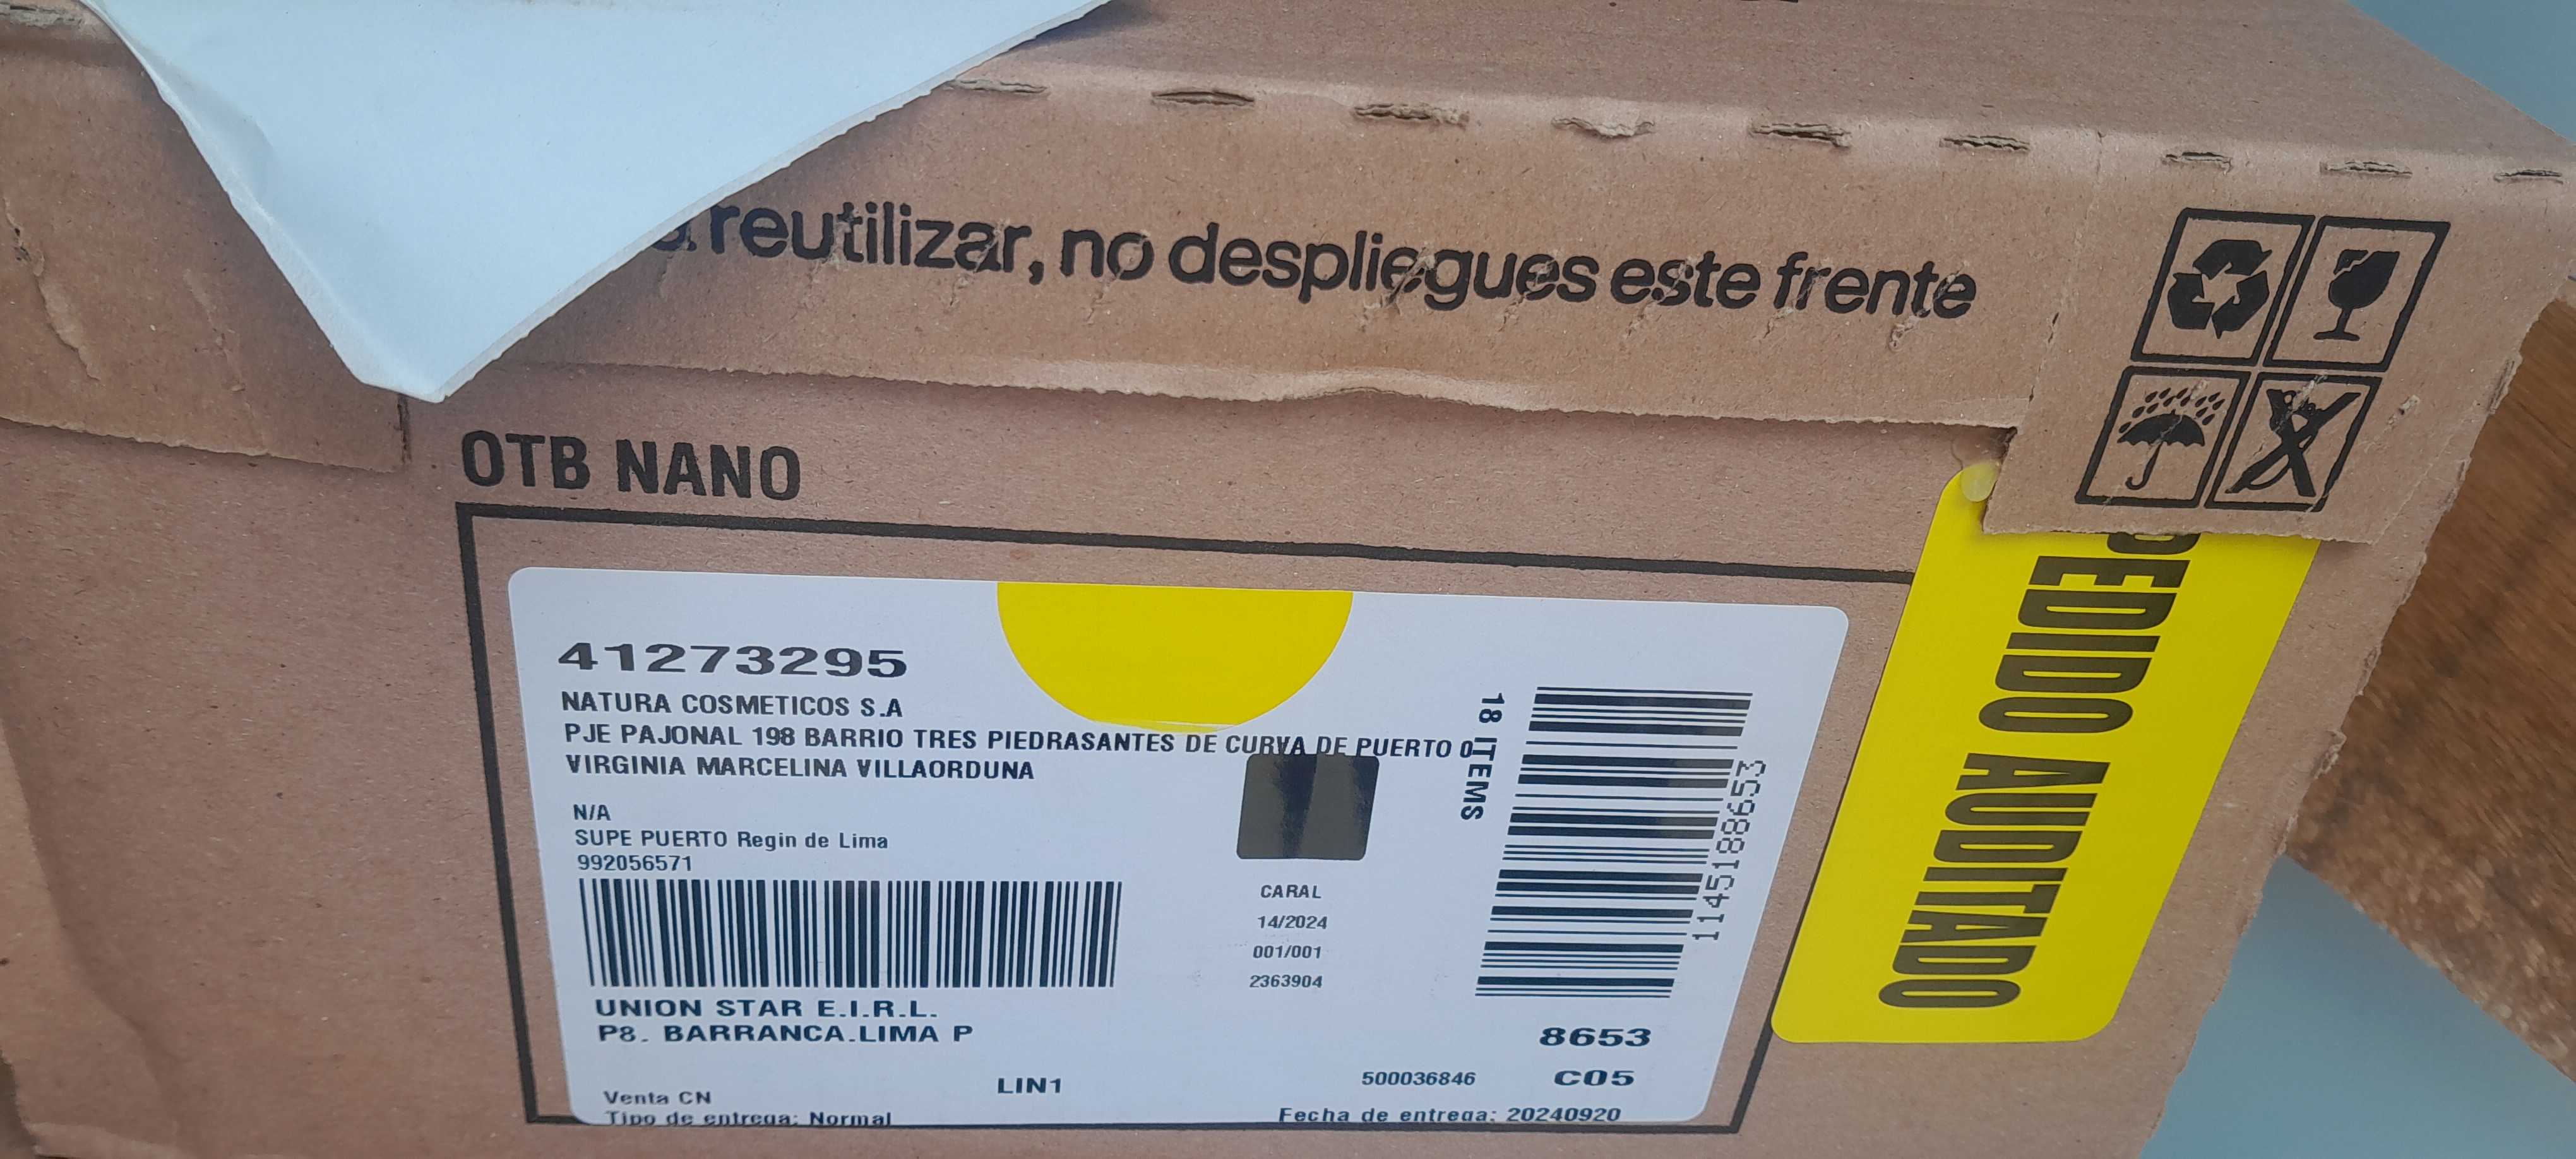 reutilizar, no despliegues este frente
OTB NANO
41273295
NATURA COSMETICOS S.A
PJE PAJONAL 198 BARRIO TRES PIEDRASANTES DE CURVA DE PUERTO 0
VIRGINIA MARCELINA VILLAORDUNA
N/A
SUPE PUERTO Regin de Lima
992056571
UNION STAR E.I.R.L.
P8. BARRANCA.LIMA P
Venta CN
Tipo de entrega: Normal
LIN1
CARAL
14/2024
001/001
2363904
18 ITEMS
1145188653
8653
500036846
C05
Fecha de entrega: 20240920
PEDIDO AUDITADO